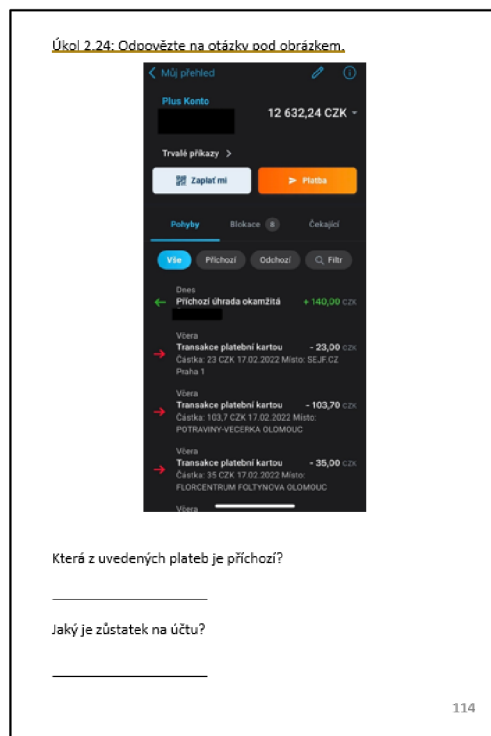 Úkol 2.24: Odpovězte na otázky pod obrázkem.
Můj přehled
Plus Konto
12 632,24 CZK
Trvalé příkazy >
Zaplať mi
Platba
Pohyby
Blokace 8
Čekající
Vše
Příchozí
Odchozí
Filtr
Dnes
Příchozí úhrada okamžitá + 140,00 CZK
Včera
Transakce platební kartou - 23,00 CZK
Částka: 23 CZK 17.02.2022 Místo: SEJF.CZ
Praha 1
Včera
Transakce platební kartou - 103,70 CZK
Částka: 103,7 CZK 17.02.2022 Místo:
POTRAVINY-VECERKA OLOMOUC
Včera
Transakce platební kartou - 35,00 CZK
Částka: 35 CZK 17.02.2022 Místo:
FLORCENTRUM FOLTYNOVA OLOMOUC
Včera
Která z uvedených plateb je příchozí?
Jaký je zůstatek na účtu?
114